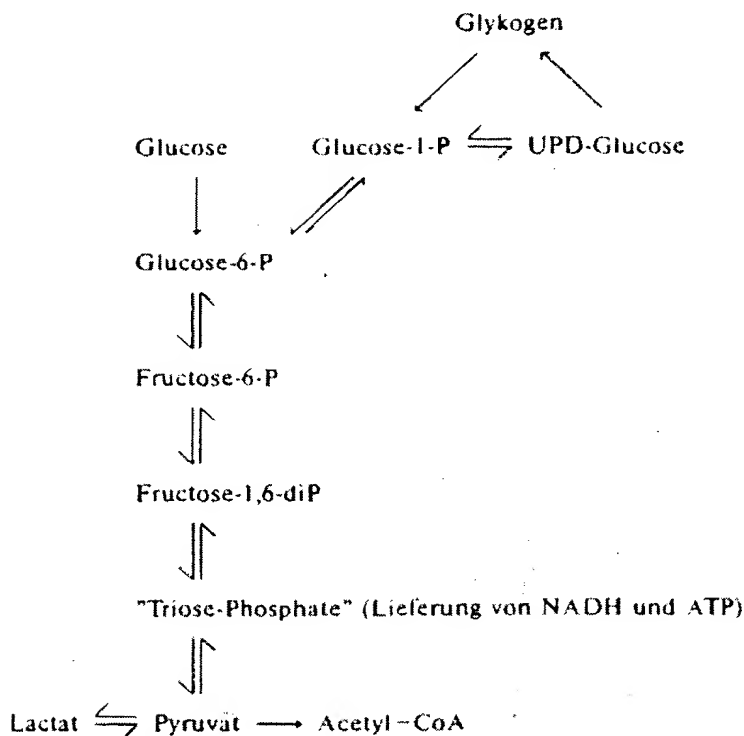 Glykogen
Glucose Glucose-1-P UPD-Glucose
Glucose-6-P
Fructose-6-P
Fructose-1,6-diP
"Triose-Phosphate" (Lieferung von NADH und ATP)
Lactat Pyruvät Acetyl-CoA